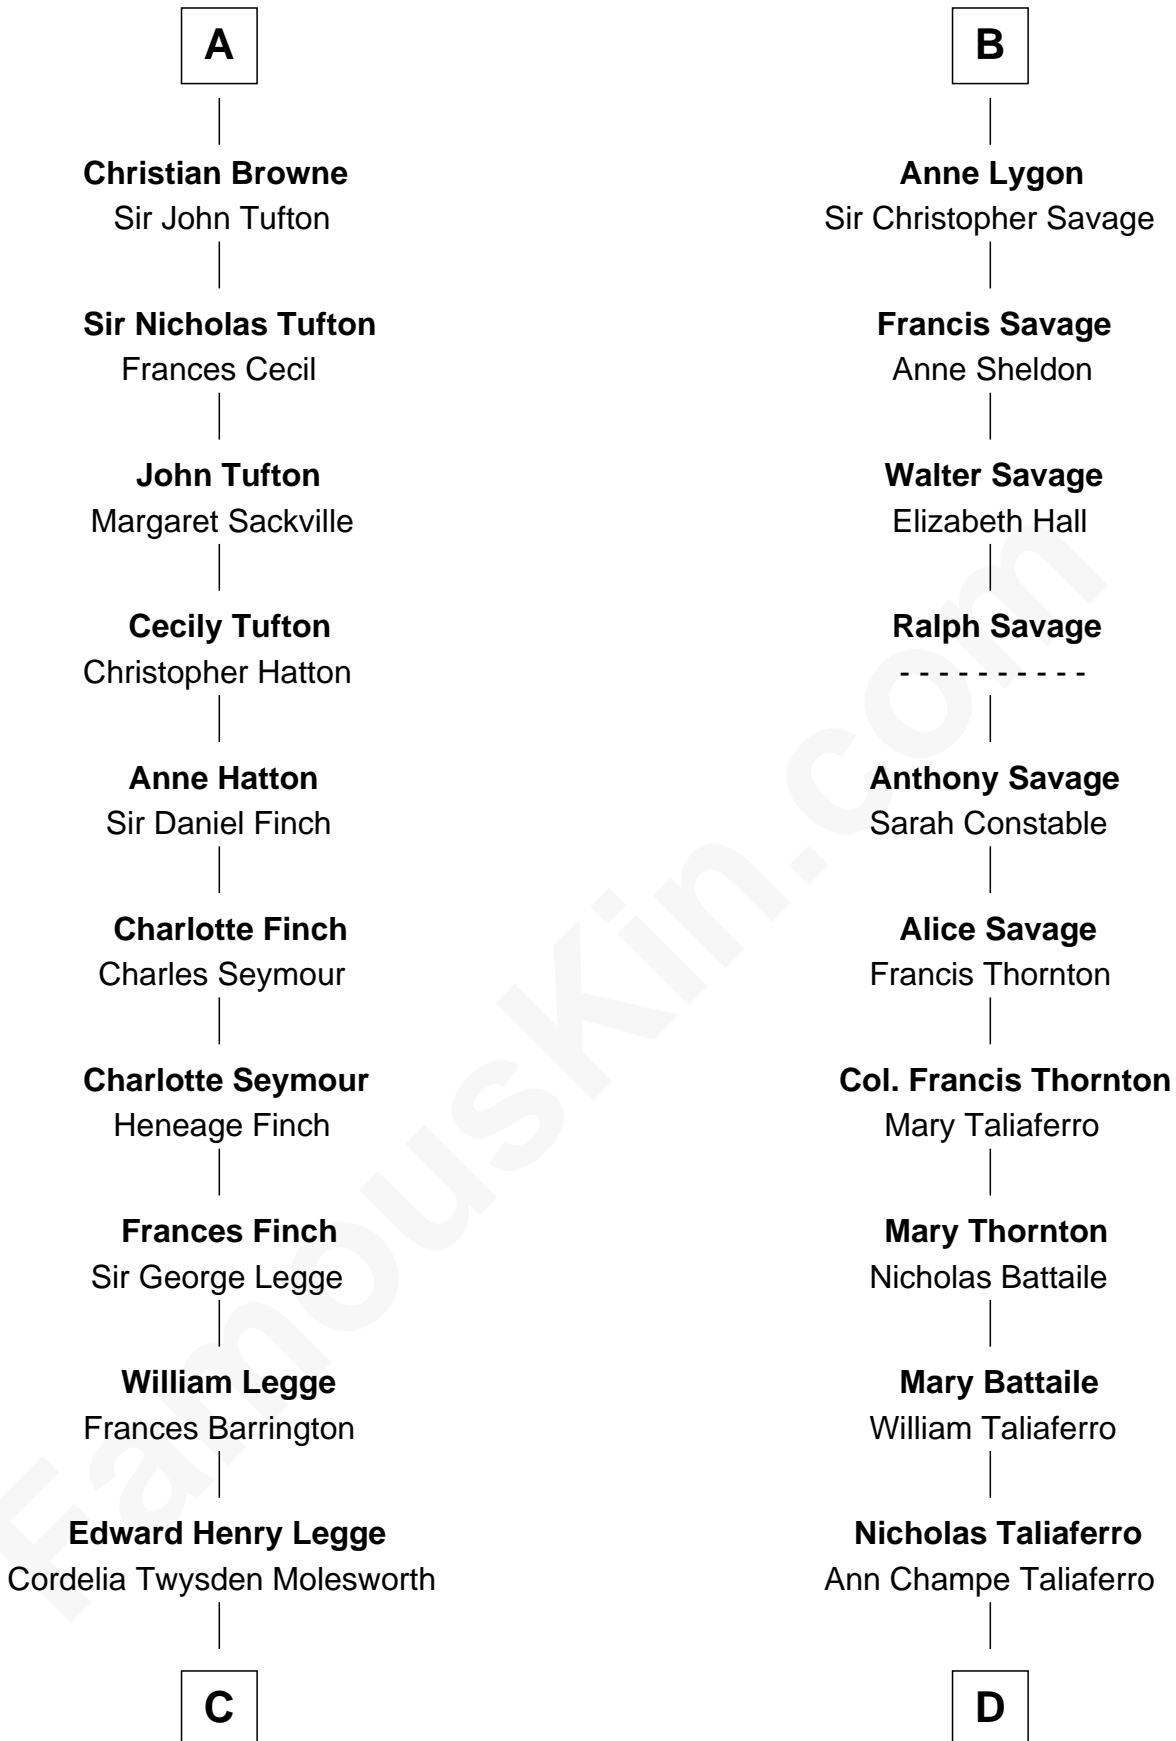 A
Christian Browne
Sir John Tufton
Sir Nicholas Tufton
Frances Cecil
John Tufton
Margaret Sackville
Cecily Tufton
Christopher Hatton
Anne Hatton
Sir Daniel Finch
Charlotte Finch
Charles Seymour
Charlotte Seymour
Heneage Finch
Frances Finch
Sir George Legge
William Legge
Frances Barrington
Edward Henry Legge
Cordelia Twysden Molesworth
C
B
Anne Lygon
Sir Christopher Savage
Francis Savage
Anne Sheldon
Walter Savage
Elizabeth Hall
Ralph Savage
- - - - - - - - - -
Anthony Savage
Sarah Constable
Alice Savage
Francis Thornton
Col. Francis Thornton
Mary Taliaferro
Mary Thornton
Nicholas Battaile
Mary Battaile
William Taliaferro
Nicholas Taliaferro
Ann Champe Taliaferro
D
FamousKin.com